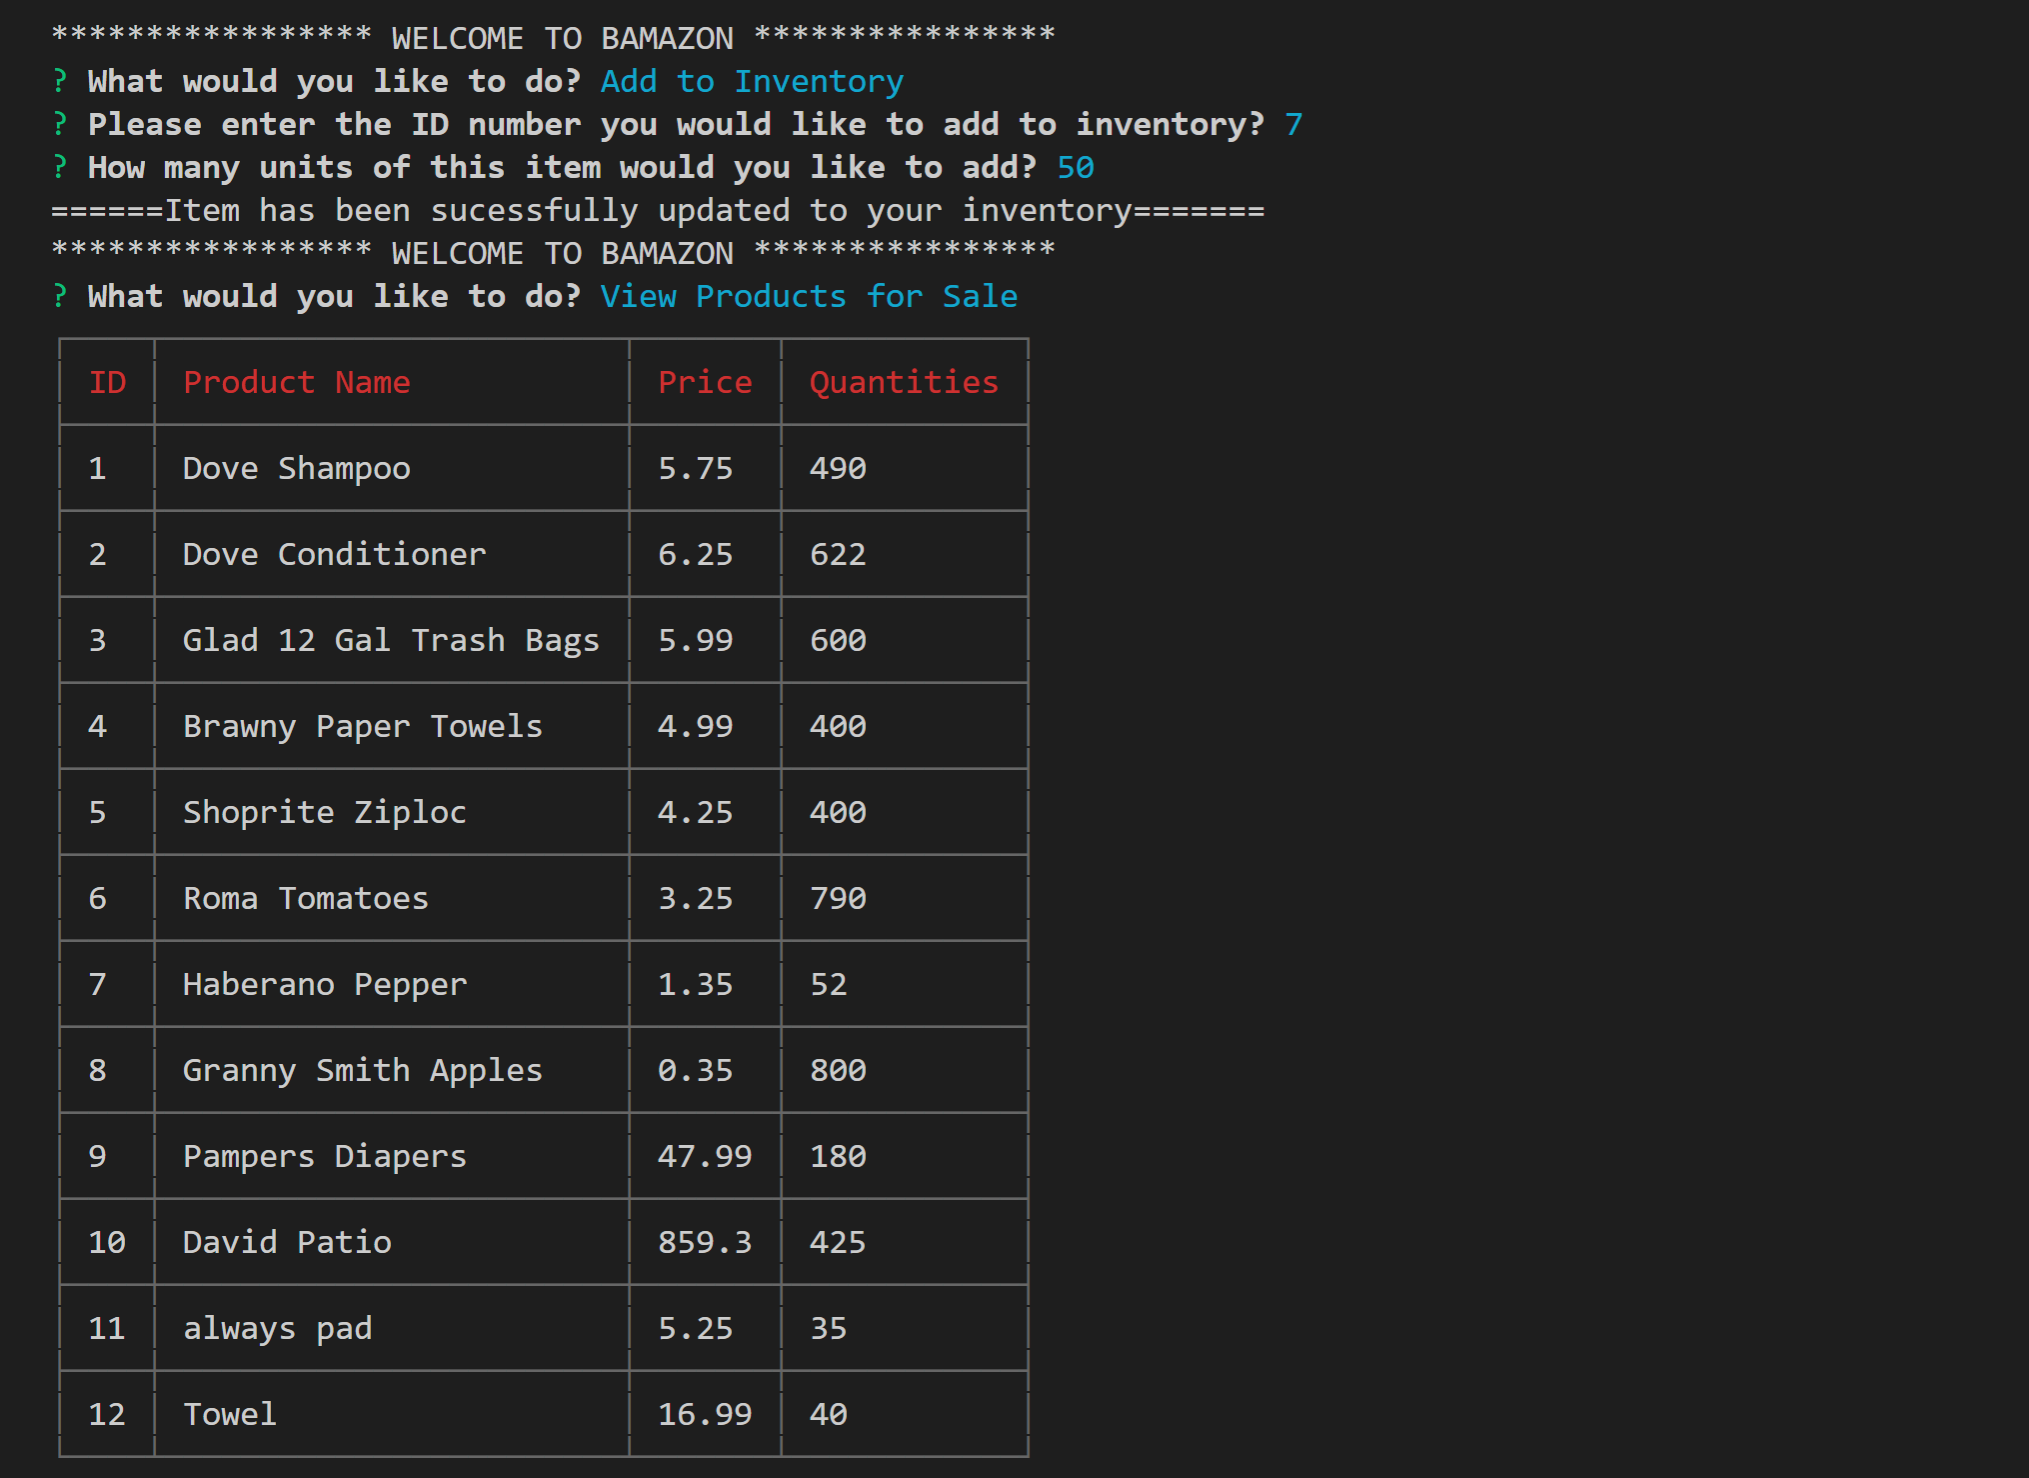 ***************** WELCOME TO BAMAZON ****************
? What would you like to do? Add to Inventory
? Please enter the ID number you would like to add to inventory? 7
? How many units of this item would you like to add? 50
======Item has been sucessfully updated to your inventory=======
***************** WELCOME TO BAMAZON ****************
? What would you like to do? View Products for Sale
ID Product Name Price Quantities
1 Dove Shampoo 5.75 490
2 Dove Conditioner 6.25 622
3 Glad 12 Gal Trash Bags 5.99 600
4 Brawny Paper Towels 4.99 400
5 Shoprite Ziploc 4.25 400
6 Roma Tomatoes 3.25 790
7 Haberano Pepper 1.35 52
8 Granny Smith Apples 0.35 800
9 Pampers Diapers 47.99 180
10 David Patio 859.3 425
11 always pad 5.25 35
12 Towel 16.99 40